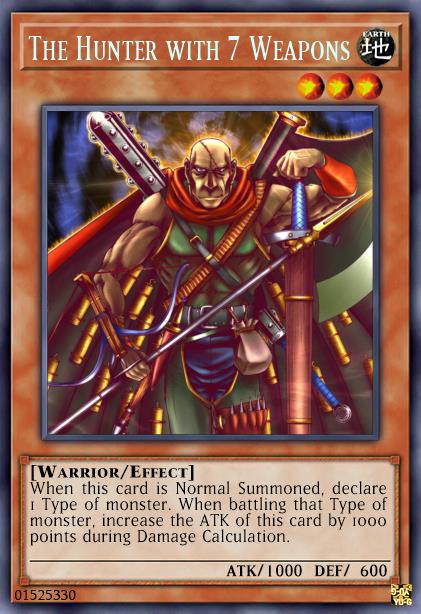 The Hunter with 7 Weapons
EARTH
地
[Warrior/Effect]
When this card is Normal Summoned, declare
1 Type of monster. When battling that Type of
monster, increase the ATK of this card by 1000
points during Damage Calculation.
ATK/1000 DEF/ 600
01525330